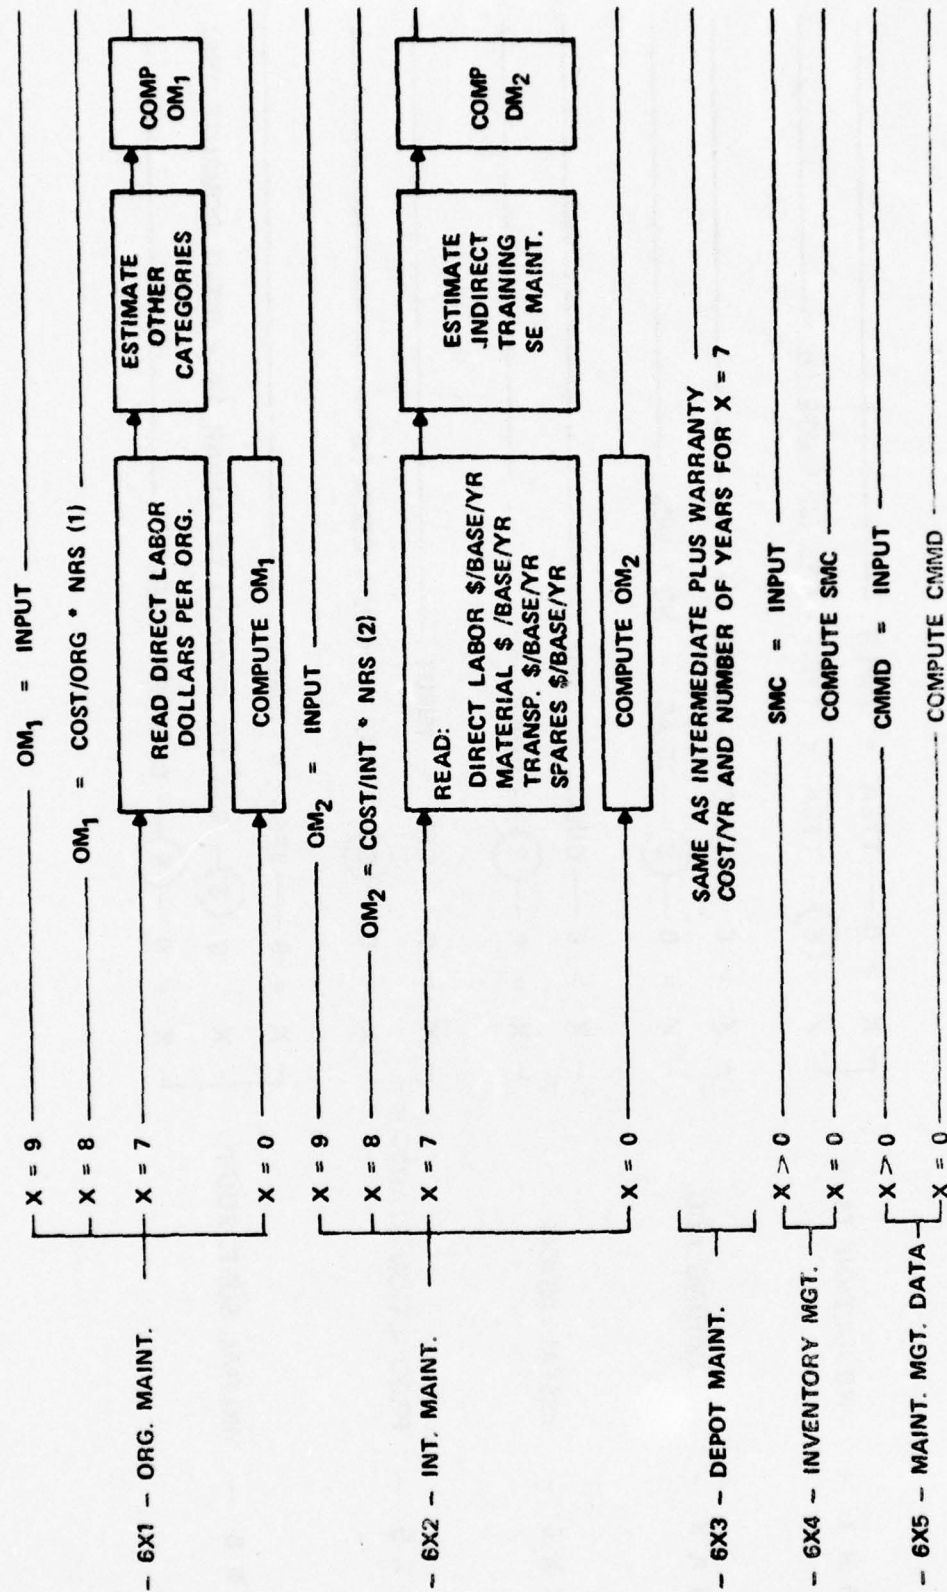 - 6X1 - ORG. MAINT.
X = 9
OM1 = INPUT
X = 8
OM1 = COST/ORG * NRS (1)
X = 7
READ DIRECT LABOR
DOLLARS PER ORG.
ESTIMATE
OTHER
CATEGORIES
COMP
OM1
X = 0
COMPUTE OM1
- 6X2 - INT. MAINT.
X = 9
OM2 = INPUT
X = 8
OM2 = COST/INT * NRS (2)
X = 7
READ:
DIRECT LABOR $/BASE/YR
MATERIAL $ /BASE/YR
TRANSP. $/BASE/YR
SPARES $/BASE/YR
ESTIMATE
INDIRECT
TRAINING
SE MAINT.
COMP
DM2
X = 0
COMPUTE OM2
- 6X3 - DEPOT MAINT.
SAME AS INTERMEDIATE PLUS WARRANTY
COST/YR AND NUMBER OF YEARS FOR X = 7
- 6X4 - INVENTORY MGT.
X > 0
SMC = INPUT
X = 0
COMPUTE SMC
- 6X5 - MAINT. MGT. DATA
X > 0
CMMD = INPUT
X = 0
COMPUTE CMMD